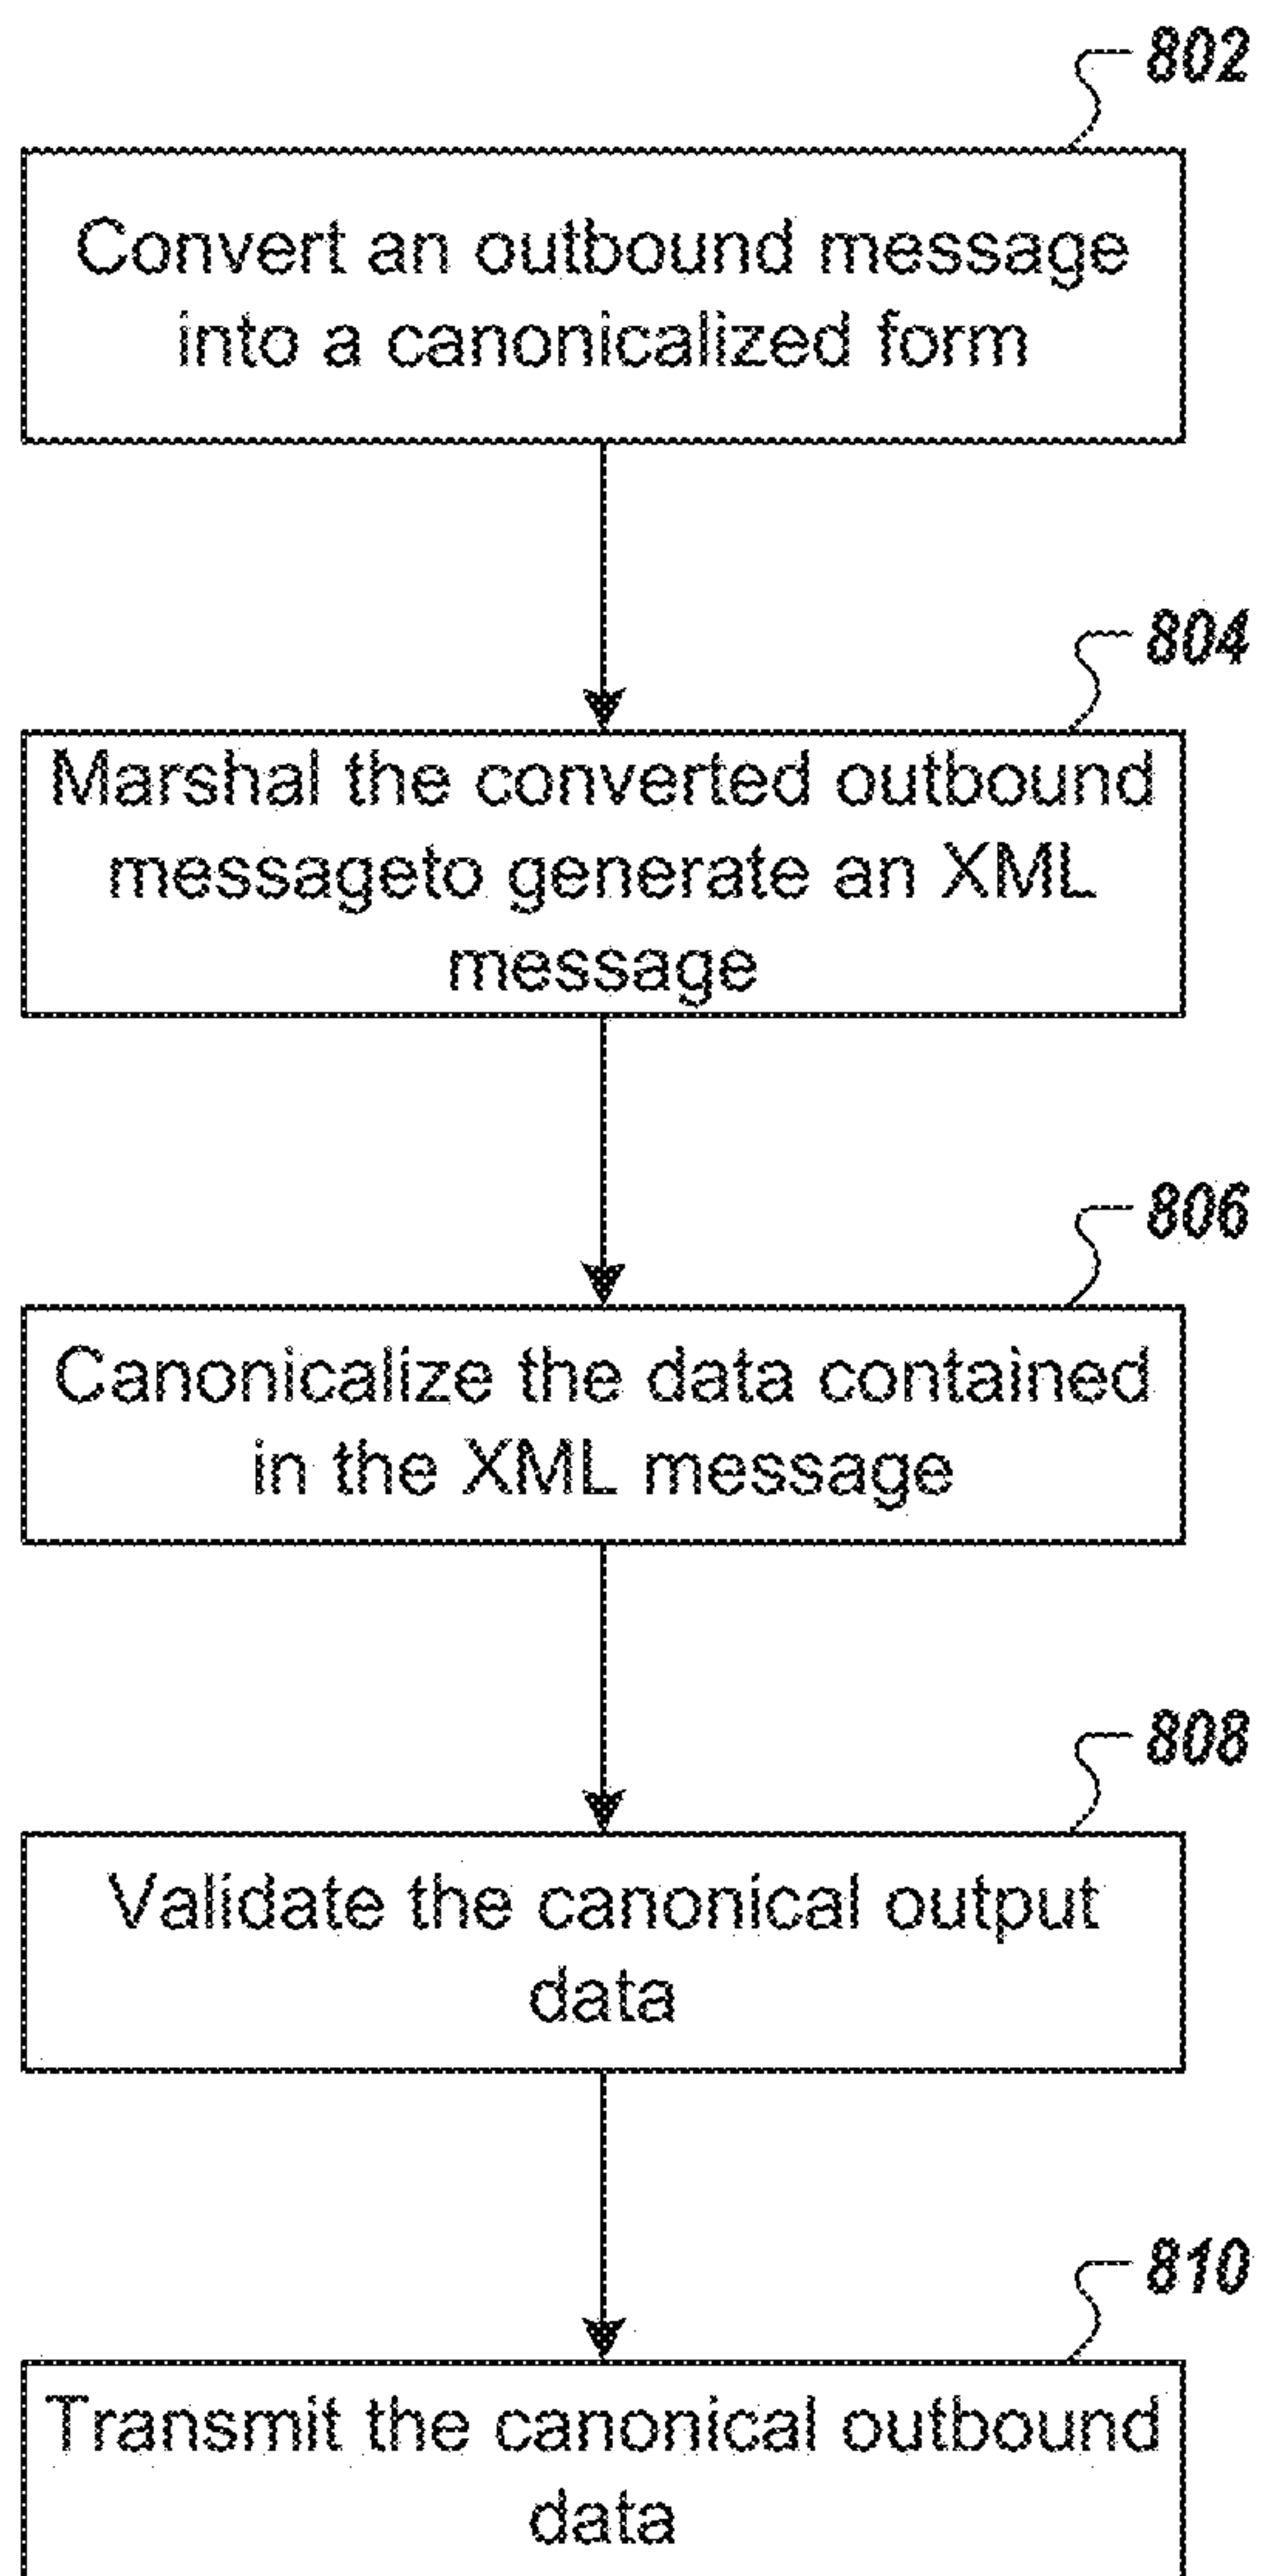 802
Convert an outbound message
into a canonicalized form
804
Marshal the converted outbound
messageto generate an XML
message
806
Canonicalize the data contained
in the XML message
808
Validate the canonical output
data
810
Transmit the canonical outbound
data